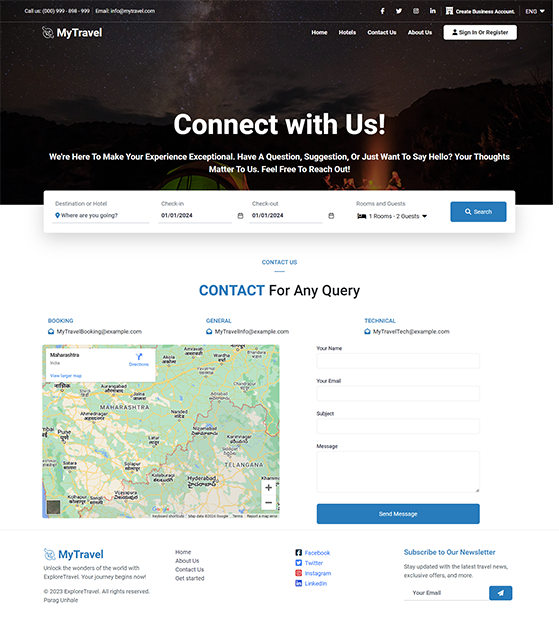 Call us: (000) 999 - 898 - 999 Email: info@mytravel.com Create Business Account. ENG
MyTravel Home Hotels Contact Us About Us Sign In Or Register
Connect with Us!
We're Here To Make Your Experience Exceptional. Have A Question, Suggestion, Or Just Want To Say Hello? Your Thoughts
Matter To Us. Feel Free To Reach Out!
Destination or Hotel Check-in Check-out Rooms and Guests
Where are you going? 01/01/2024 01/01/2024 1 Rooms - 2 Guests Search
CONTACT US
CONTACT For Any Query
BOOKING GENERAL TECHNICAL
MyTravelBooking@example.com MyTravelInfo@example.com MyTravelTech@example.com
Maharashtra
India
Directions
View larger map
Akola
Amravati
Wardha
Chandrapur
Aurangabad
Jalna
Ahmednagar
MAHARASHTRA
Nanded
Adilabad
Pune
Latur
Nizamabad
Karimnagar
Solapur
TELANGANA
Satara
Kalaburagi
Hyderabad
Kolhapur
Vijayapura
Sangli
Keyboard shortcuts Map data ©2024 Google Terms Report a map error
Your Name
Your Email
Subject
Message
Send Message
MyTravel
Unlock the wonders of the world with
ExploreTravel. Your journey begins now!
© 2023 ExploreTravel. All rights reserved.
Parag Unhale
Home
About Us
Contact Us
Get started
Facebook
Twitter
Instagram
LinkedIn
Subscribe to Our Newsletter
Stay updated with the latest travel news,
exclusive offers, and more.
Your Email